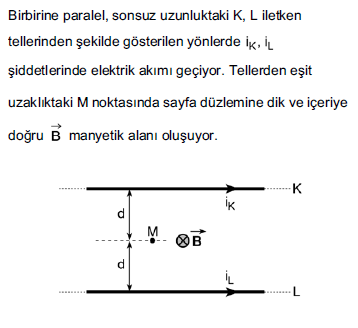 Birbirine paralel, sonsuz uzunluktaki K, L iletken
tellerinden şekilde gösterilen yönlerde iK, iL
şiddetlerinde elektrik akımı geçiyor. Tellerden eşit
uzaklıktaki M noktasında sayfa düzlemine dik ve içeriye
doğru B manyetik alanı oluşuyor.
K
iK
d
M
B
d
iL
L